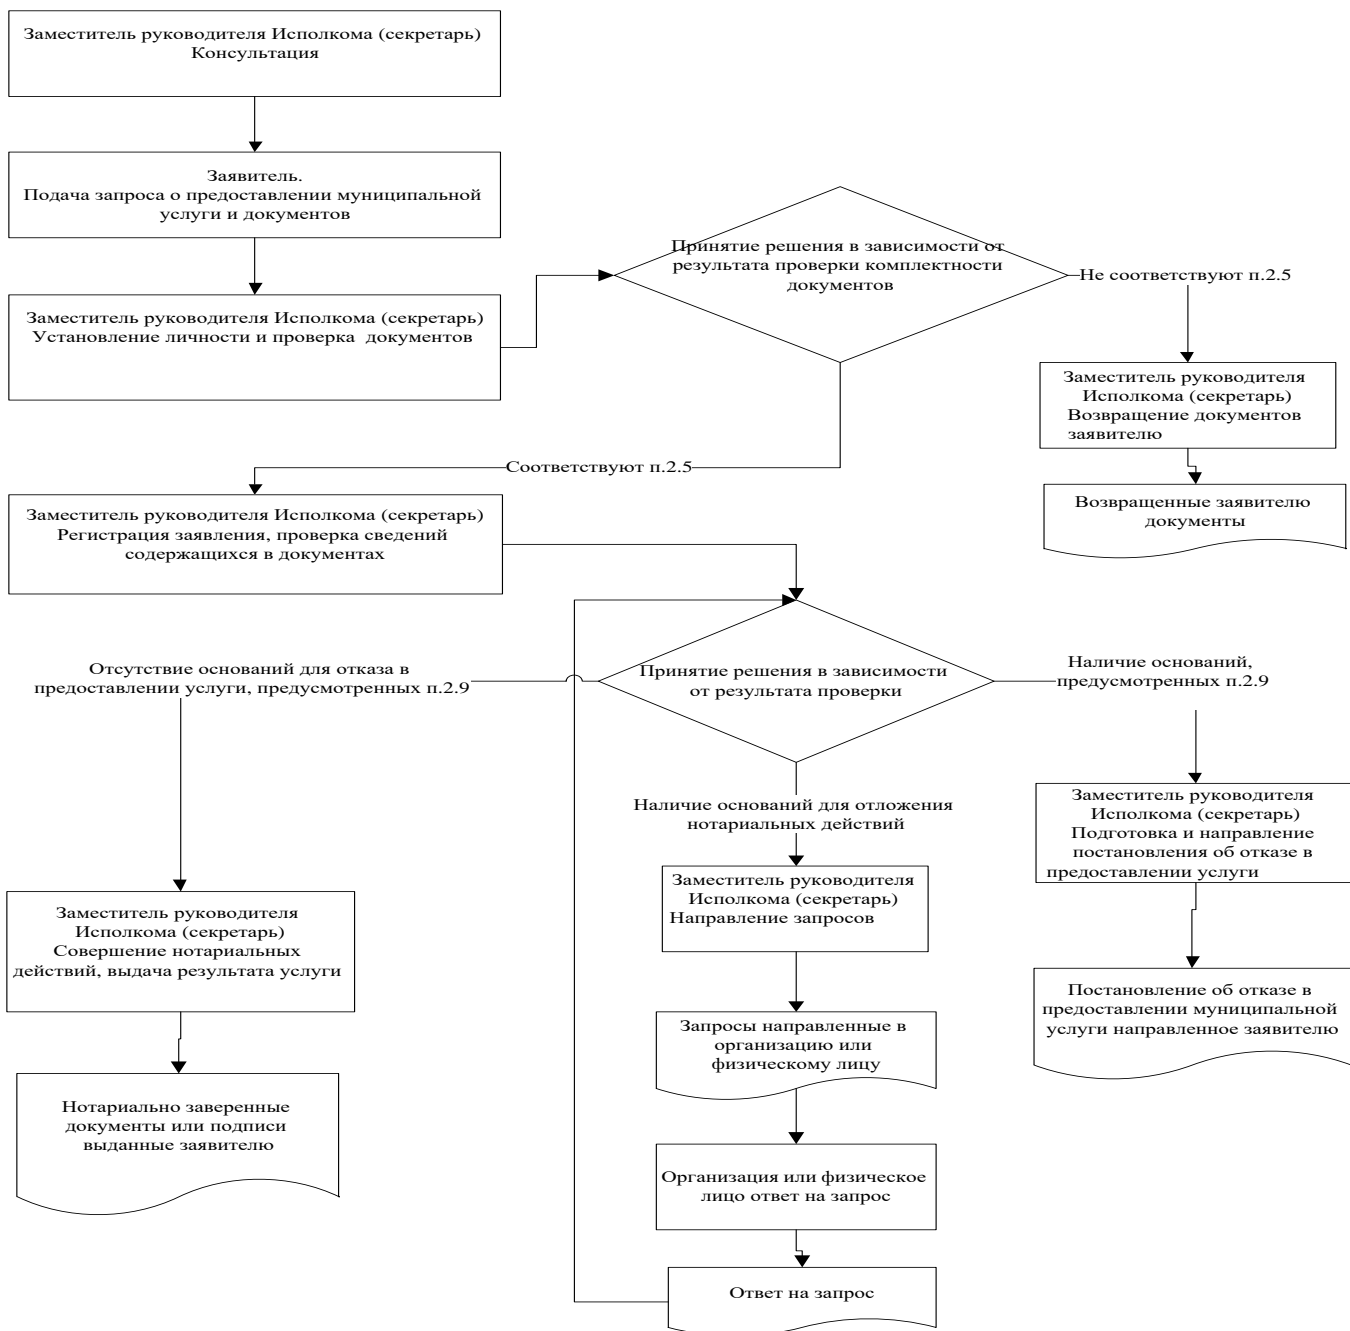 Заместитель руководителя Исполкома (секретарь)
Консультация
Заявитель.
Подача запроса о предоставлении муниципальной
услуги и документов
Заместитель руководителя Исполкома (секретарь)
Установление личности и проверка документов
Принятие решения в зависимости от
результата проверки комплектности
документов
Не соответствуют п.2.5
Заместитель руководителя
Исполкома (секретарь)
Возвращение документов
заявителю
Возвращенные заявителю
документы
Соответствуют п.2.5
Заместитель руководителя Исполкома (секретарь)
Регистрация заявления, проверка сведений
содержащихся в документах
Принятие решения в зависимости
от результата проверки
Отсутствие оснований для отказа в
предоставлении услуги, предусмотренных п.2.9
Наличие оснований,
предусмотренных п.2.9
Наличие оснований для отложения
нотариальных действий
Заместитель руководителя
Исполкома (секретарь)
Подготовка и направление
постановления об отказе в
предоставлении услуги
Заместитель руководителя
Исполкома (секретарь)
Направление запросов
Заместитель руководителя
Исполкома (секретарь)
Совершение нотариальных
действий, выдача результата услуги
Постановление об отказе в
предоставлении муниципальной
услуги направленное заявителю
Запросы направленные в
организацию или
физическому лицу
Нотариально заверенные
документы или подписи
выданные заявителю
Организация или физическое
лицо ответ на запрос
Ответ на запрос